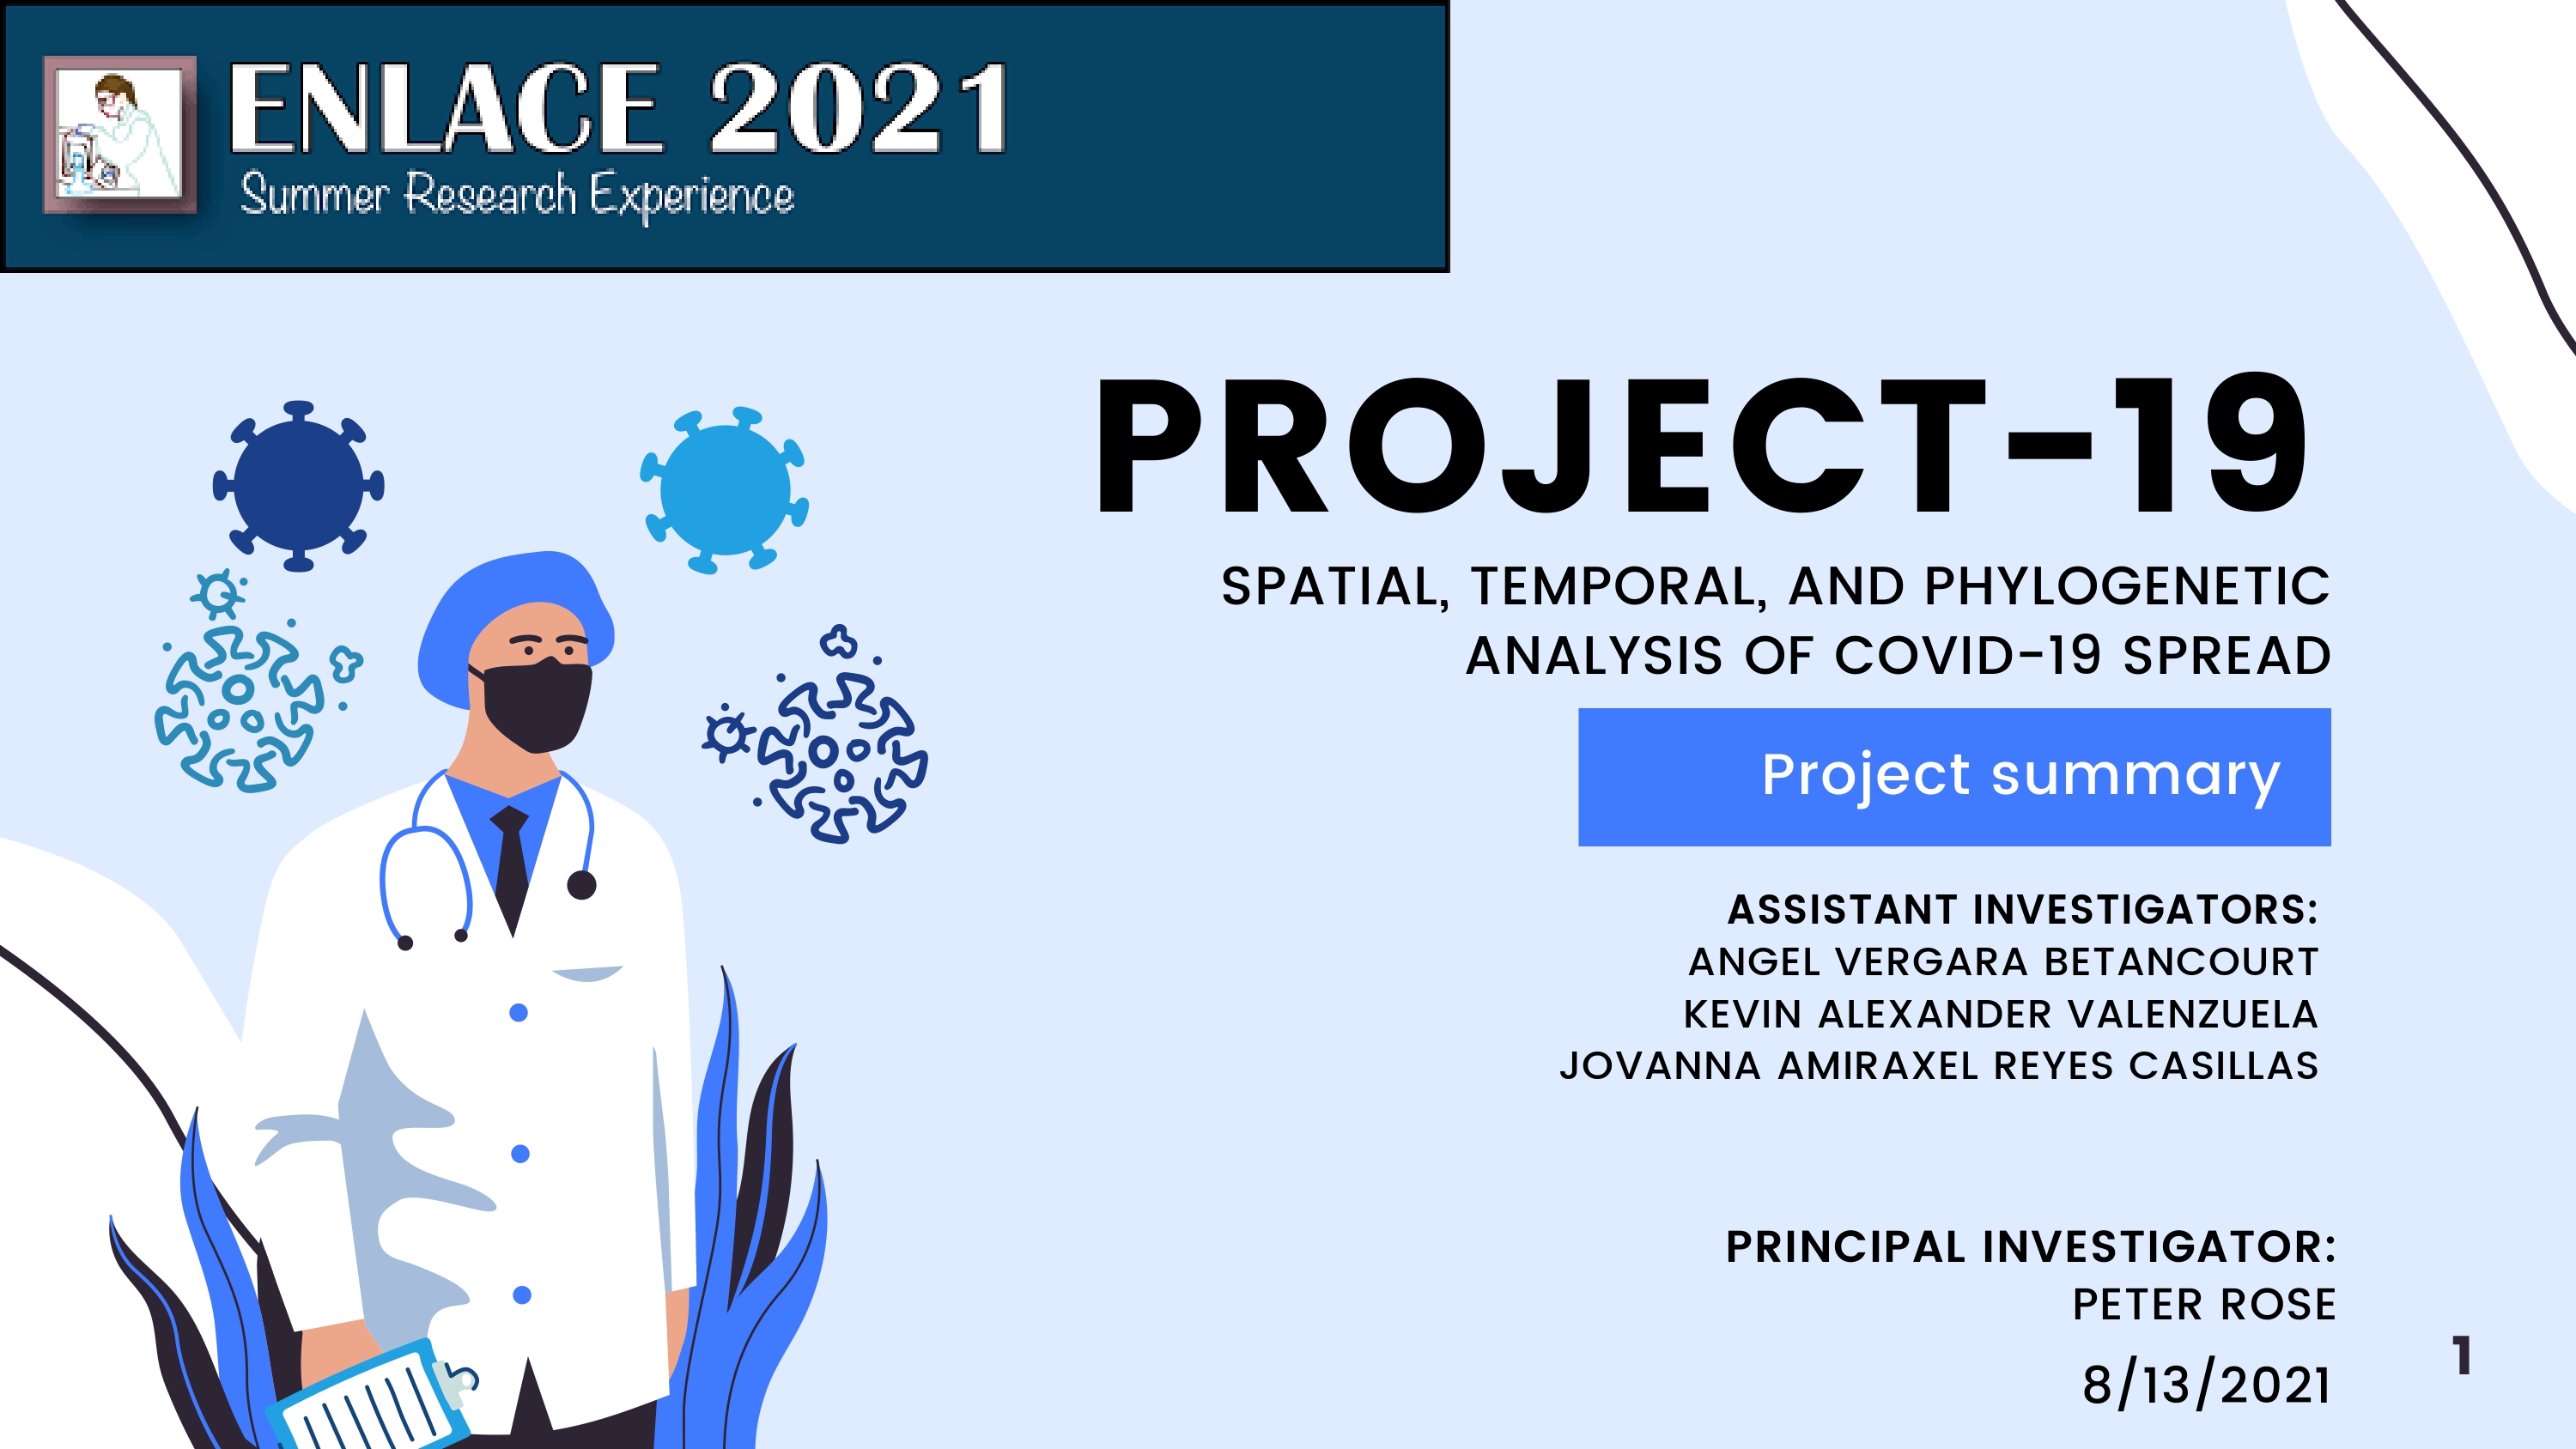 ENLACE 2021
Summer Research Experience
PROJECT-19
SPATIAL, TEMPORAL, AND PHYLOGENETIC
ANALYSIS OF COVID-19 SPREAD
Project summary
ASSISTANT INVESTIGATORS:
ANGEL VERGARA BETANCOURT
KEVIN ALEXANDER VALENZUELA
JOVANNA AMIRAXEL REYES CASILLAS
PRINCIPAL INVESTIGATOR:
PETER ROSE
8/13/2021
1